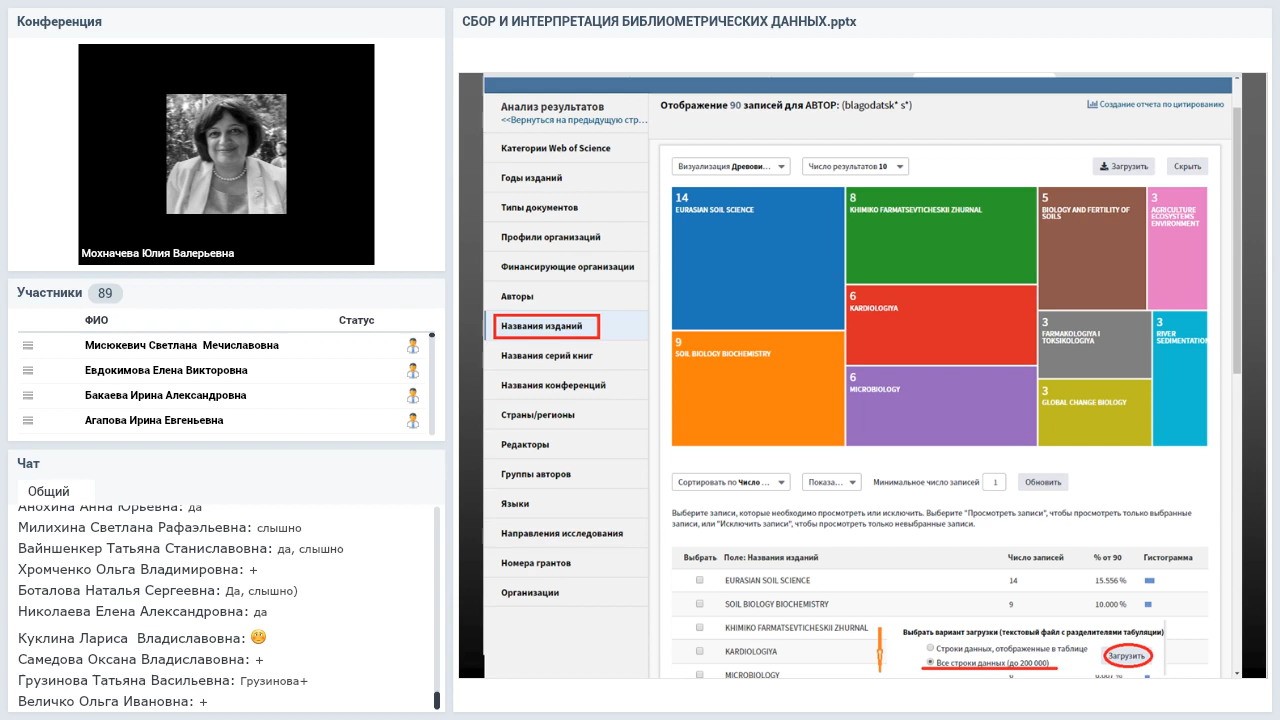 Конференция
Мохначева Юлия Валерьевна
Участники 89
ФИО Статус
Мисюкевич Светлана Мечиславовна
Евдокимова Елена Викторовна
Бакаева Ирина Александровна
Агапова Ирина Евгеньевна
Чат
Общий
Анохина Анна Юрьевна: да
Милихина Светлана Рафаэльевна: слышно
Вайншенкер Татьяна Станиславовна: да, слышно
Хромченко Ольга Владимировна: +
Боталова Наталья Сергеевна: Да, слышно)
Николаева Елена Александровна: да
Куклина Лариса Владиславовна:
Самедова Оксана Владиславовна: +
Грузинова Татьяна Васильевна: Грузинова+
Величко Ольга Ивановна: +
СБОР И ИНТЕРПРЕТАЦИЯ БИБЛИОМЕТРИЧЕСКИХ ДАННЫХ.pptx
Анализ результатов
<<Вернуться на предыдущую стр...
Категории Web of Science
Годы изданий
Типы документов
Профили организаций
Финансирующие организации
Авторы
Названия изданий
Названия серий книг
Названия конференций
Страны/регионы
Редакторы
Группы авторов
Языки
Направления исследования
Номера грантов
Организации
Отображение 90 записей для АВТОР: (blagodatsk* s*)
Создание отчета по цитированию
Визуализация Древови... Число результатов 10 Загрузить Скрыть
14
EURASIAN SOIL SCIENCE
9
SOIL BIOLOGY BIOCHEMISTRY
8
KHIMIKO FARMATSEVTICHESKII ZHURNAL
6
KARDIOLOGIYA
6
MICROBIOLOGY
5
BIOLOGY AND FERTILITY OF
SOILS
3
AGRICULTURE
ECOSYSTEMS
ENVIRONMENT
3
FARMAKOLOGIYA I
TOKSIKOLOGIYA
3
GLOBAL CHANGE BIOLOGY
3
RIVER
SEDIMENTATION
Сортировать по Число ... Показа... Минимальное число записей 1 Обновить
Выберите записи, которые необходимо просмотреть или исключить. Выберите "Просмотреть записи", чтобы просмотреть только выбранные
записи, или "Исключить записи", чтобы просмотреть только невыбранные записи.
Выбрать Поле: Названия изданий Число записей % от 90 Гистограмма
EURASIAN SOIL SCIENCE 14 15.556 %
SOIL BIOLOGY BIOCHEMISTRY 9 10.000 %
KHIMIKO FARMATSEVTICHESKII ZHURNAL
KARDIOLOGIYA
MICROBIOLOGY
Выбрать вариант загрузки (текстовый файл с разделителями табуляции)
Строки данных, отображенные в таблице
Все строки данных (до 200 000)
Загрузить